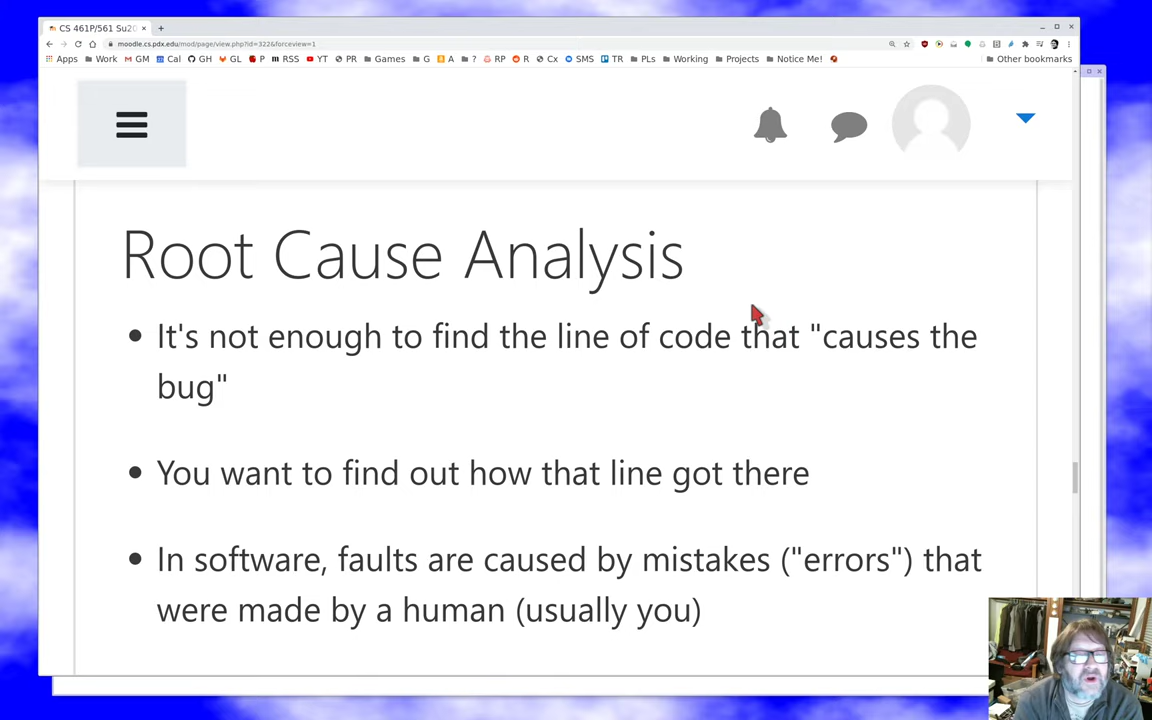 CS 461P/561 Su20
moodle.cs.pdx.edu/mod/page/view.php?id=322&forceview=1
Apps Work GM Cal GH GL P RSS YT PR Games G A ? RP R Cx SMS TR PLs Working Projects Notice Me! Other bookmarks
Root Cause Analysis
• It's not enough to find the line of code that "causes the
bug"
• You want to find out how that line got there
• In software, faults are caused by mistakes ("errors") that
were made by a human (usually you)